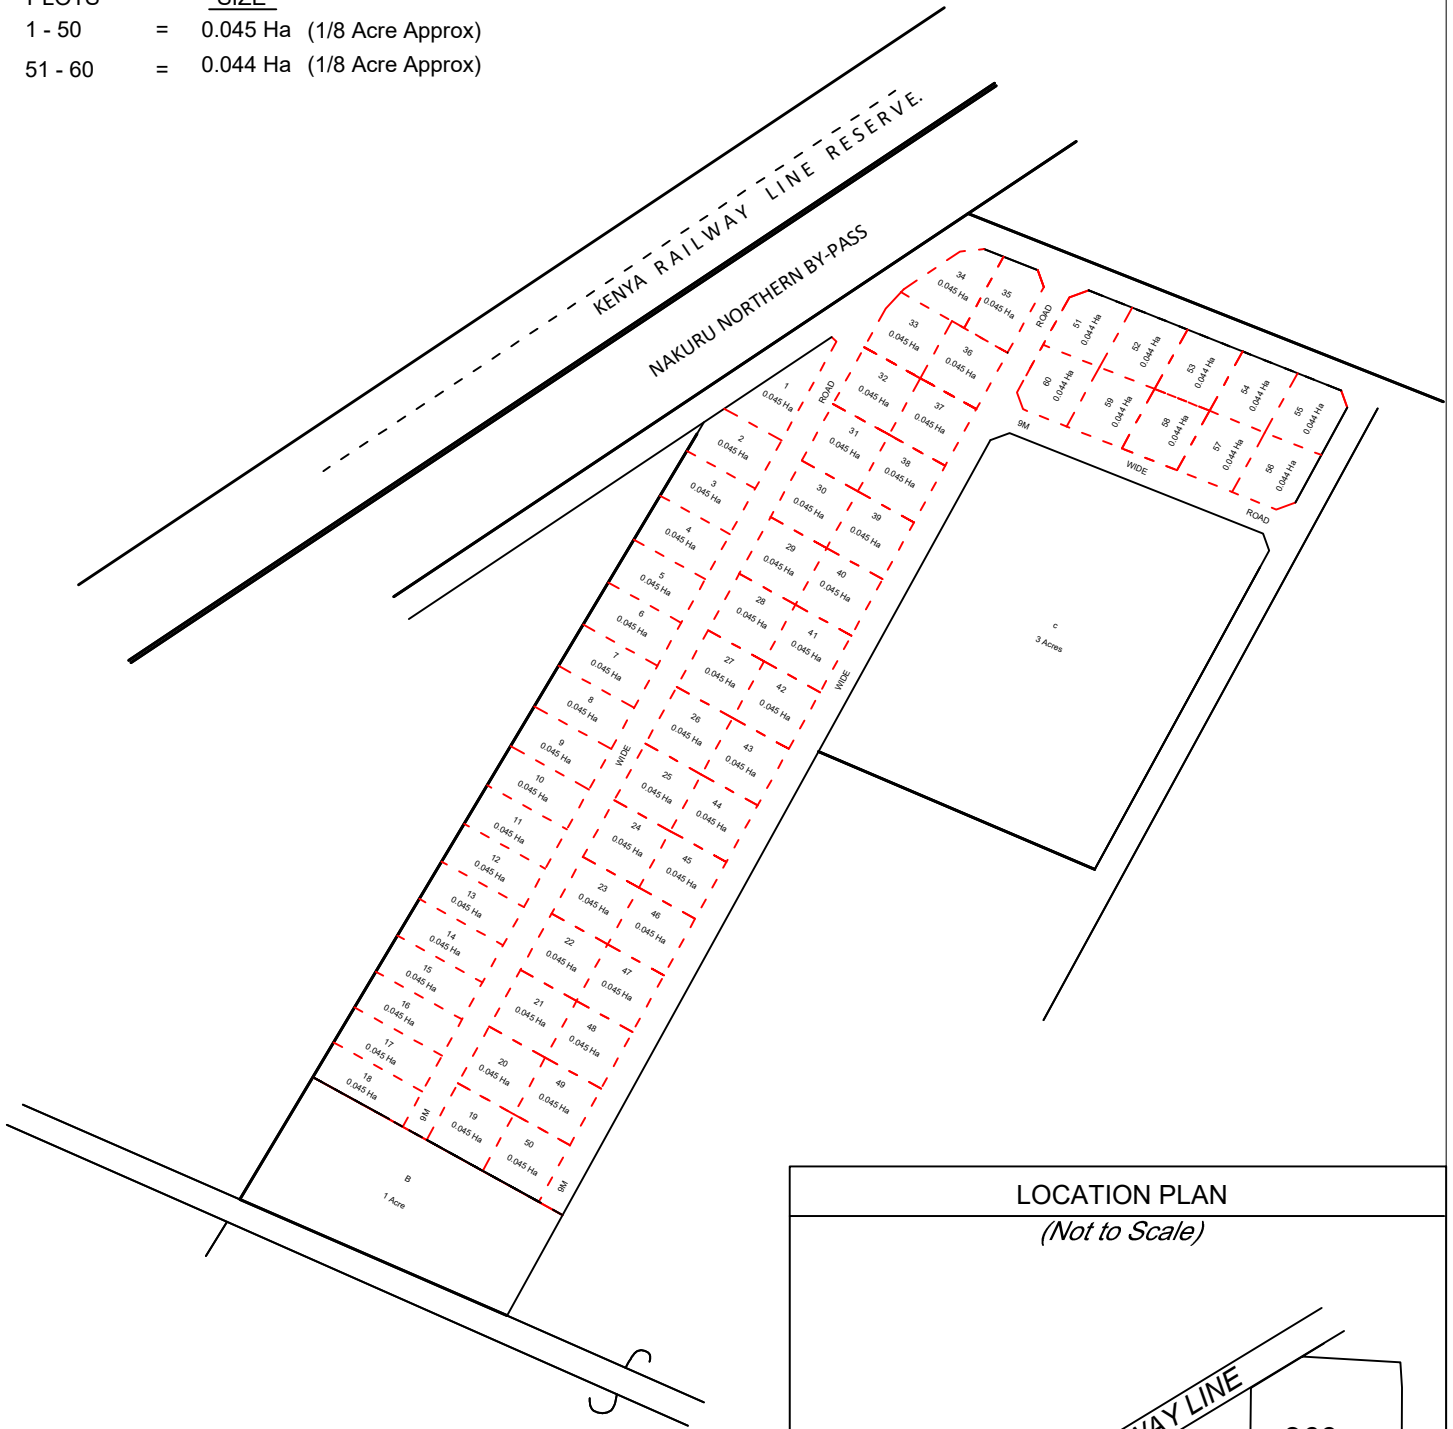 PLOTS SIZE
1 - 50 = 0.045 Ha (1/8 Acre Approx)
51 - 60 = 0.044 Ha (1/8 Acre Approx)
KENYA RAILWAY LINE RESERVE.
NAKURU NORTHERN BY-PASS
34
0.045 Ha
35
0.045 Ha
33
0.045 Ha
36
0.045 Ha
32
0.045 Ha
37
0.045 Ha
31
0.045 Ha
38
0.045 Ha
30
0.045 Ha
39
0.045 Ha
29
0.045 Ha
40
0.045 Ha
28
0.045 Ha
41
0.045 Ha
27
0.045 Ha
42
0.045 Ha
26
0.045 Ha
43
0.045 Ha
25
0.045 Ha
44
0.045 Ha
24
0.045 Ha
45
0.045 Ha
23
0.045 Ha
46
0.045 Ha
22
0.045 Ha
47
0.045 Ha
21
0.045 Ha
48
0.045 Ha
20
0.045 Ha
49
0.045 Ha
19
0.045 Ha
50
0.045 Ha
1
0.045 Ha
2
0.045 Ha
3
0.045 Ha
4
0.045 Ha
5
0.045 Ha
6
0.045 Ha
7
0.045 Ha
8
0.045 Ha
9
0.045 Ha
10
0.045 Ha
11
0.045 Ha
12
0.045 Ha
13
0.045 Ha
14
0.045 Ha
15
0.045 Ha
16
0.045 Ha
17
0.045 Ha
18
0.045 Ha
9M WIDE ROAD
9M WIDE ROAD
51
0.044 Ha
52
0.044 Ha
53
0.044 Ha
54
0.044 Ha
55
0.044 Ha
60
0.044 Ha
59
0.044 Ha
58
0.044 Ha
57
0.044 Ha
56
0.044 Ha
9M WIDE ROAD
c
3 Acres
B
1 Acre
LOCATION PLAN
(Not to Scale)
WAY LINE